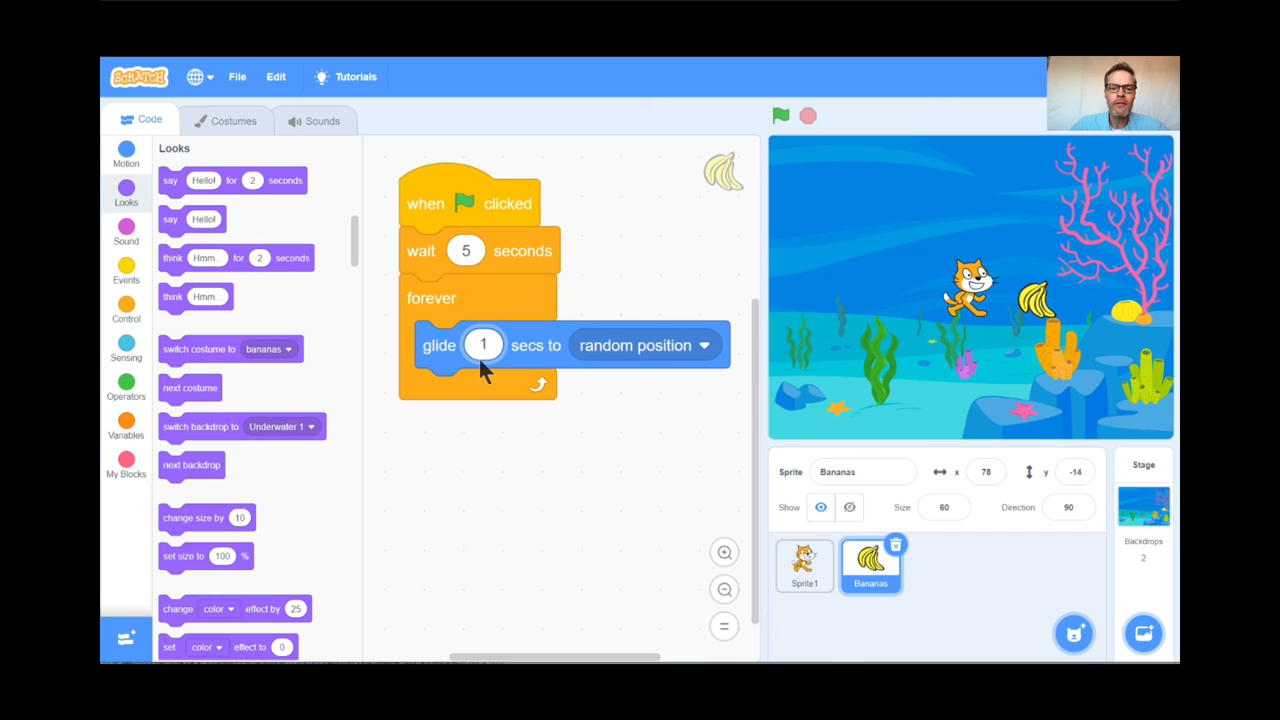 SCRATCH
File
Edit
Tutorials
Code
Costumes
Sounds
Motion
Looks
Sound
Events
Control
Sensing
Operators
Variables
My Blocks
Looks
say Hello! for 2 seconds
say Hello!
think Hmm... for 2 seconds
think Hmm...
switch costume to bananas
next costume
switch backdrop to Underwater 1
next backdrop
change size by 10
set size to 100 %
change color effect by 25
set color effect to 0
when clicked
wait 5 seconds
forever
glide 1 secs to random position
Sprite Bananas x 78 y -14
Show Size 60 Direction 90
Sprite1
Bananas
Stage
Backdrops
2